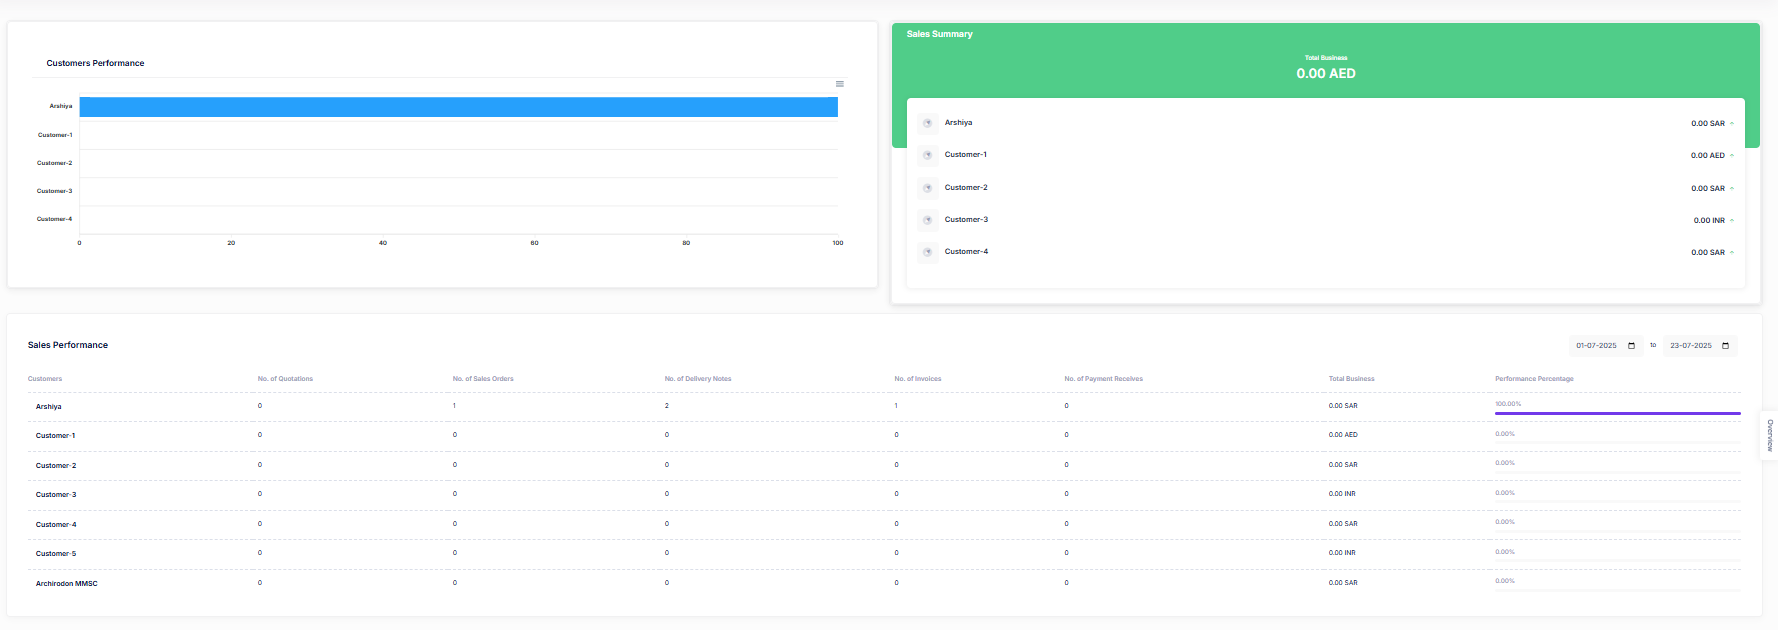 Customers Performance
Arshiya
Customer-1
Customer-2
Customer-3
Customer-4
0 20 40 60 80 100
Sales Summary
Total Business
0.00 AED
Arshiya 0.00 SAR
Customer-1 0.00 AED
Customer-2 0.00 SAR
Customer-3 0.00 INR
Customer-4 0.00 SAR
Sales Performance 01-07-2025 to 23-07-2025
Customers No. of Quotations No. of Sales Orders No. of Delivery Notes No. of Invoices No. of Payment Receives Total Business Performance Percentage
Arshiya 0 1 2 1 0 0.00 SAR 100.00%
Customer-1 0 0 0 0 0 0.00 AED 0.00%
Customer-2 0 0 0 0 0 0.00 SAR 0.00%
Customer-3 0 0 0 0 0 0.00 INR 0.00%
Customer-4 0 0 0 0 0 0.00 SAR 0.00%
Customer-5 0 0 0 0 0 0.00 INR 0.00%
Archirodon MMSC 0 0 0 0 0 0.00 SAR 0.00%
Overview